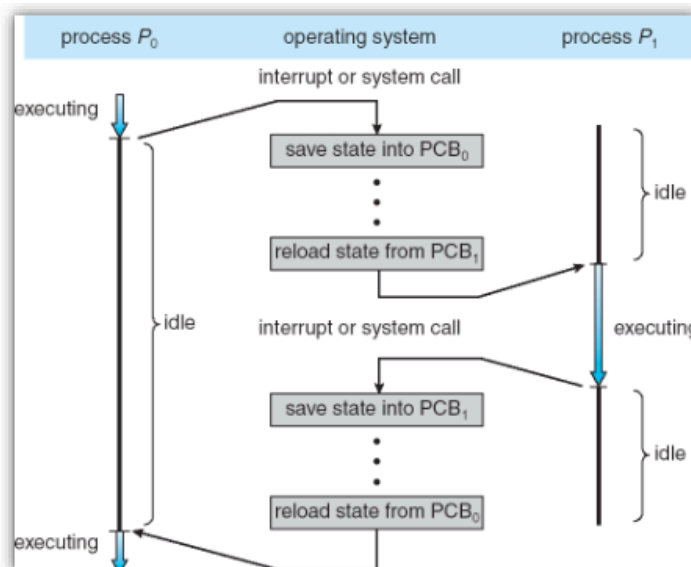 process P₀ operating system process P₁
interrupt or system call
executing
save state into PCB₀
idle
reload state from PCB₁
idle
interrupt or system call
executing
save state into PCB₁
idle
reload state from PCB₀
executing